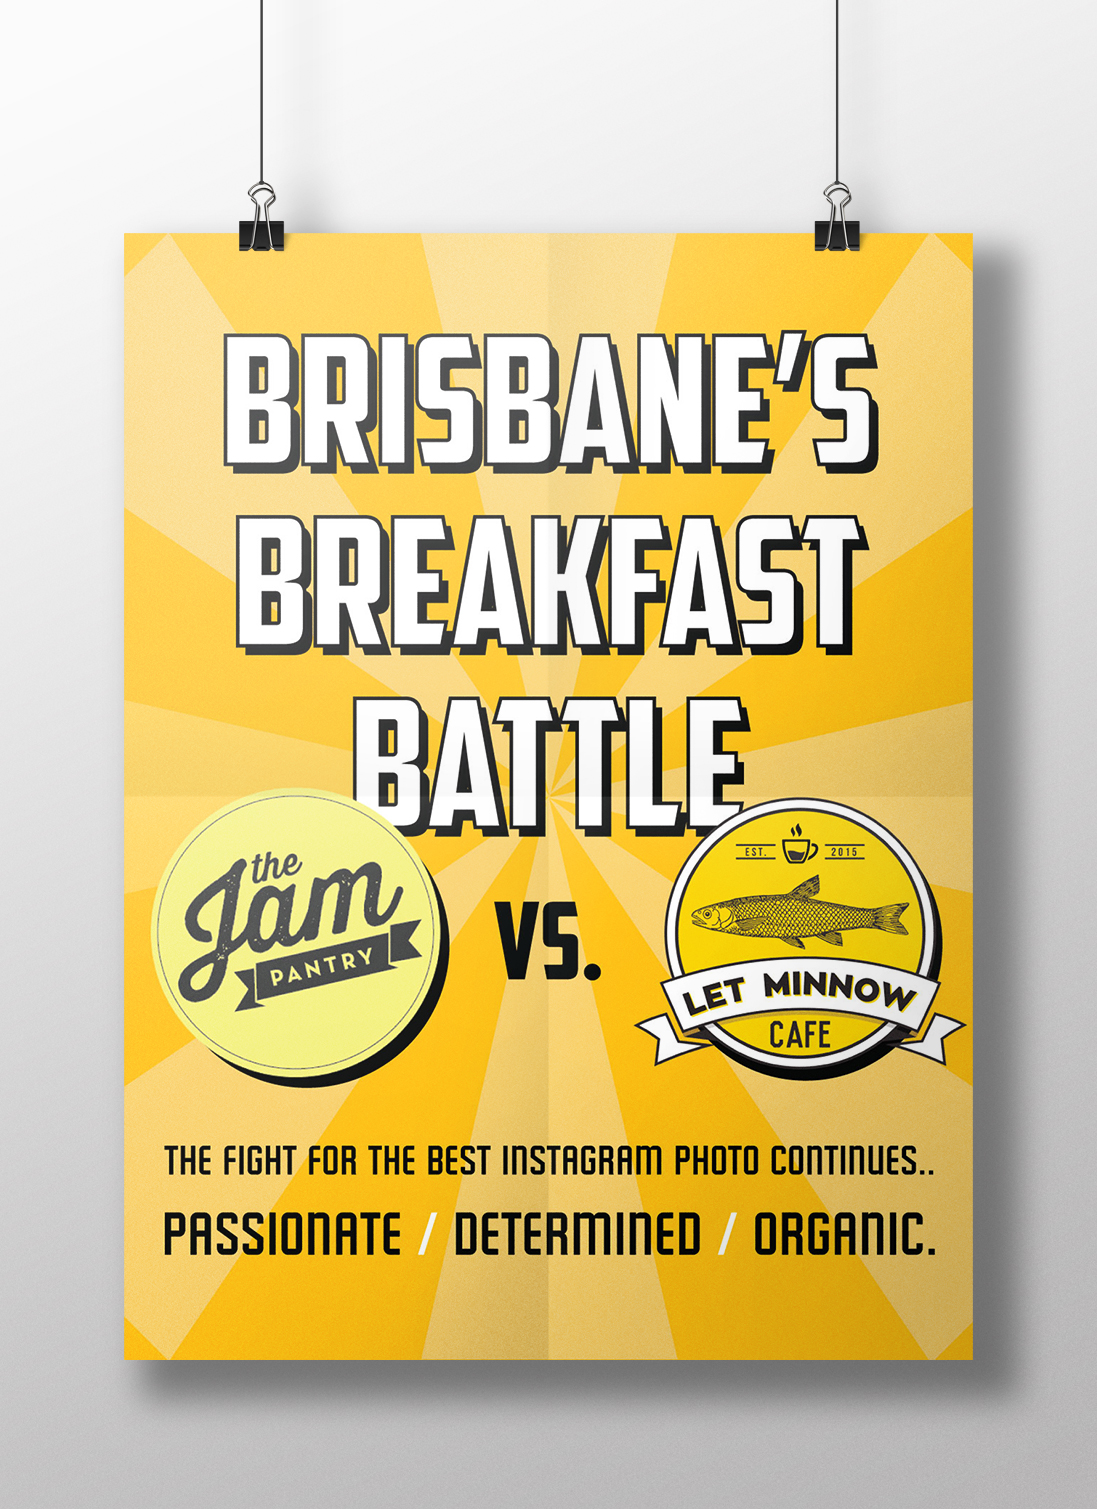 BRISBANE'S
BREAKFAST
BATTLE
the
Jam
PANTRY
VS.
EST. 2015
LET MINNOW
CAFE
THE FIGHT FOR THE BEST INSTAGRAM PHOTO CONTINUES..
PASSIONATE / DETERMINED / ORGANIC.